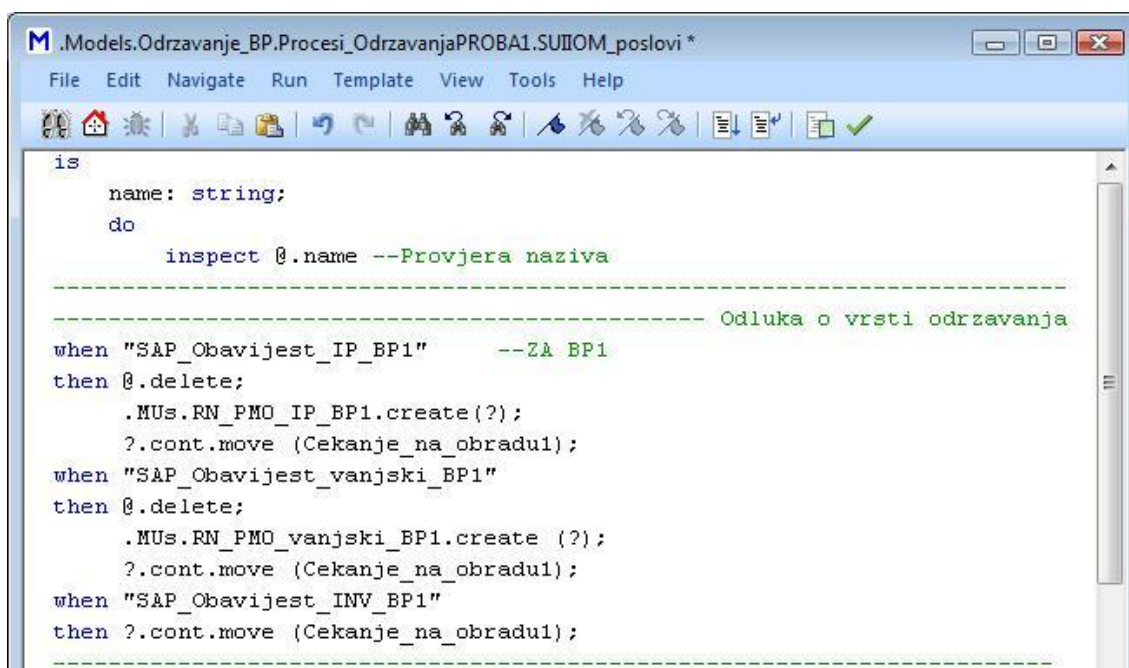 M .Models.Odrzavanje_BP.Procesi_OdrzavanjaPROBA1.SUIIOM_poslovi *
File Edit Navigate Run Template View Tools Help
is
name: string;
do
inspect @.name --Provjera naziva
------------------------------------------------------------------------
---------------------------------------------- Odluka o vrsti odrzavanja
when "SAP_Obavijest_IP_BP1" --ZA BP1
then @.delete;
.MUs.RN_PMO_IP_BP1.create(?);
?.cont.move (Cekanje_na_obradu1);
when "SAP_Obavijest_vanjski_BP1"
then @.delete;
.MUs.RN_PMO_vanjski_BP1.create (?);
?.cont.move (Cekanje_na_obradu1);
when "SAP_Obavijest_INV_BP1"
then ?.cont.move (Cekanje_na_obradu1);
-----------------------------------------------------------------------